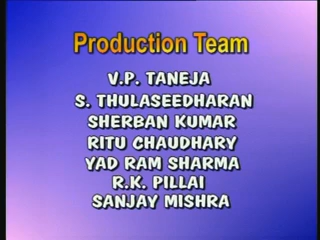 Production Team
V.P. TANEJA
S. THULASEEDHARAN
SHERBAN KUMAR
RITU CHAUDHARY
YAD RAM SHARMA
R.K. PILLAI
SANJAY MISHRA